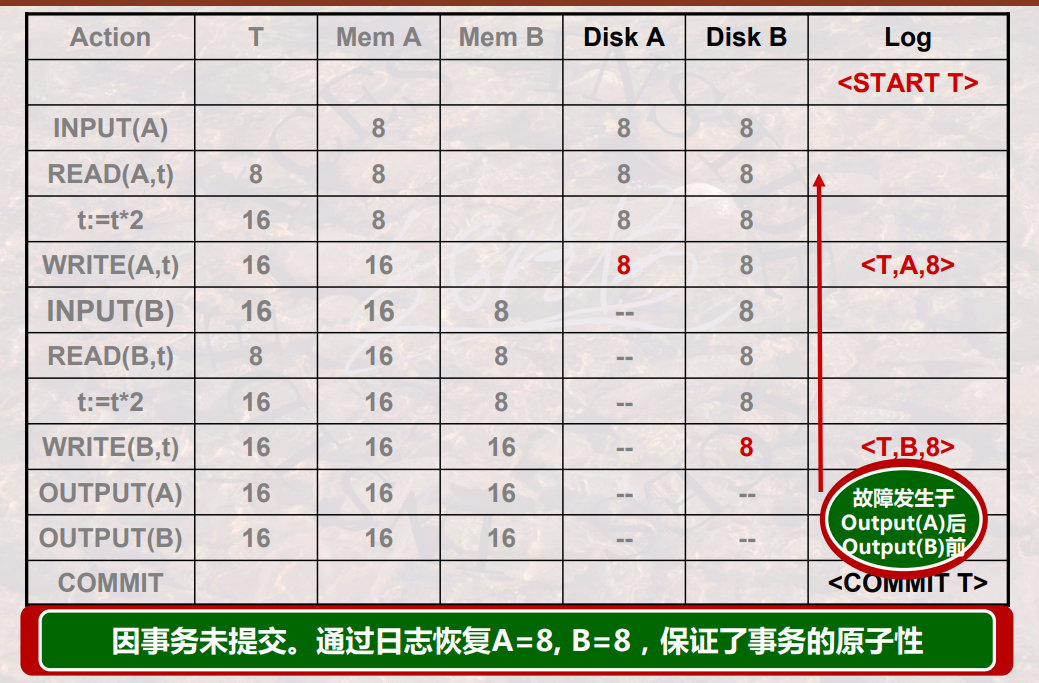 Action T Mem A Mem B Disk A Disk B Log
<START T>
INPUT(A) 8 8 8
READ(A,t) 8 8 8 8
t:=t*2 16 8 8 8
WRITE(A,t) 16 16 8 8 <T,A,8>
INPUT(B) 16 16 8 -- 8
READ(B,t) 8 16 8 -- 8
t:=t*2 16 16 8 -- 8
WRITE(B,t) 16 16 16 -- 8 <T,B,8>
OUTPUT(A) 16 16 16 -- --
OUTPUT(B) 16 16 16 -- --
故障发生于
Output(A)后
Output(B)前
COMMIT <COMMIT T>
因事务未提交。通过日志恢复A=8, B=8，保证了事务的原子性